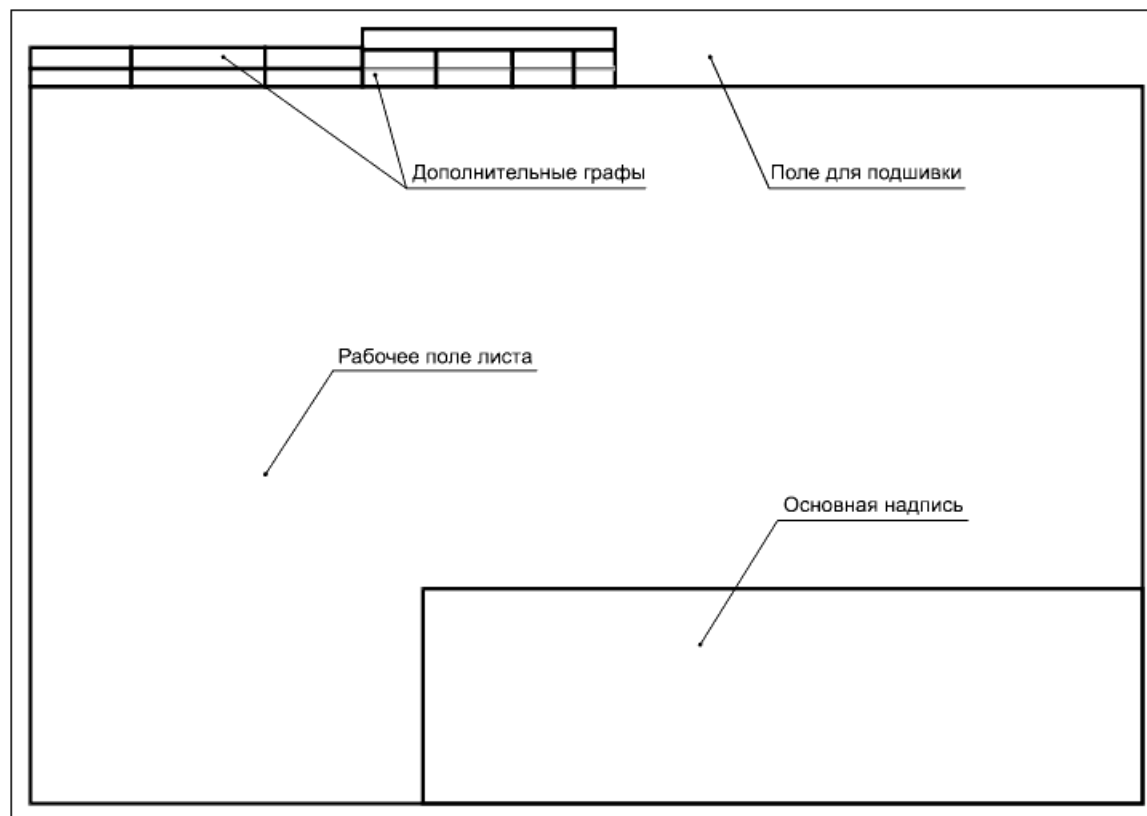 Дополнительные графы
Поле для подшивки
Рабочее поле листа
Основная надпись